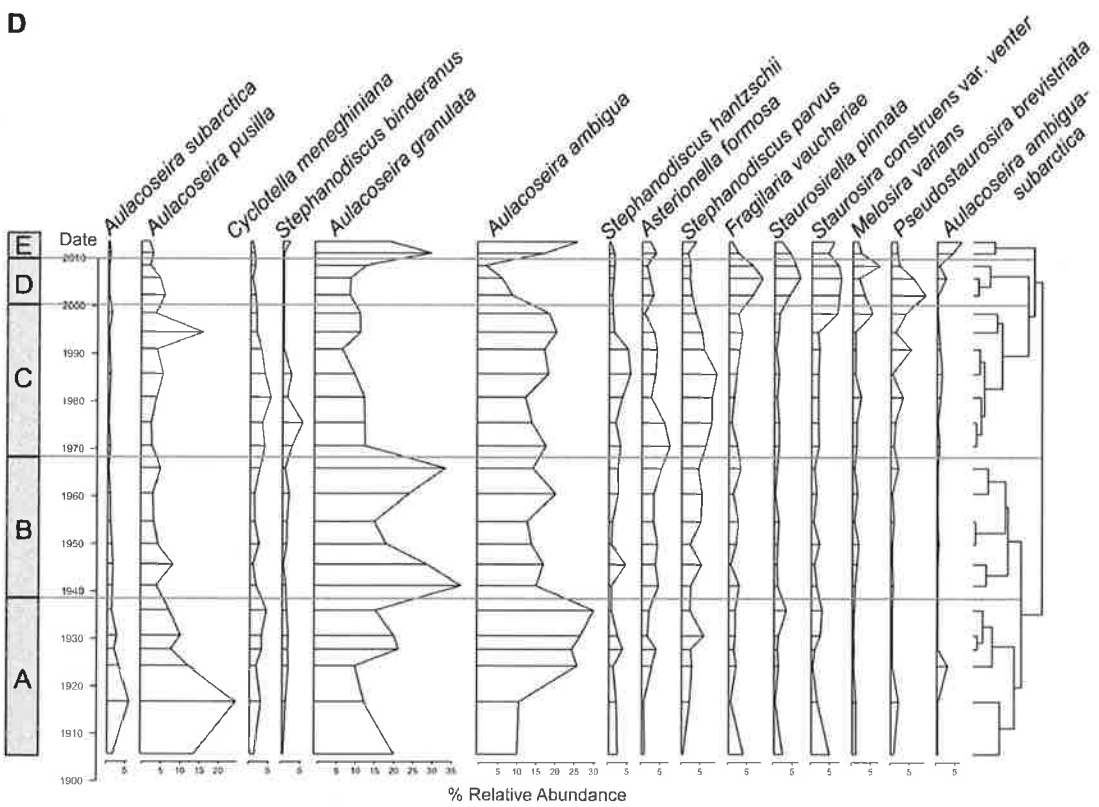 D
Aulacoseira subarctica
Aulacoseira pusilla
Cyclotella meneghiniana
Stephanodiscus binderanus
Aulacoseira granulata
Aulacoseira ambigua
Stephanodiscus hantzschii
Asterionella formosa
Stephanodiscus parvus
Fragilaria vaucheriae
Staurosirella pinnata
Staurosira construens var. venter
Melosira varians
Pseudostaurosira brevistriata
Aulacoseira ambigua-
subarctica
E
Date
2010
D
2000
C
1990
1980
1970
B
1960
1950
1940
A
1930
1920
1910
1900
5 5 10 15 20 5 5 5 10 15 20 25 30 35 5 10 15 20 25 30 5 5 5 5 5 5 5 5 5
% Relative Abundance